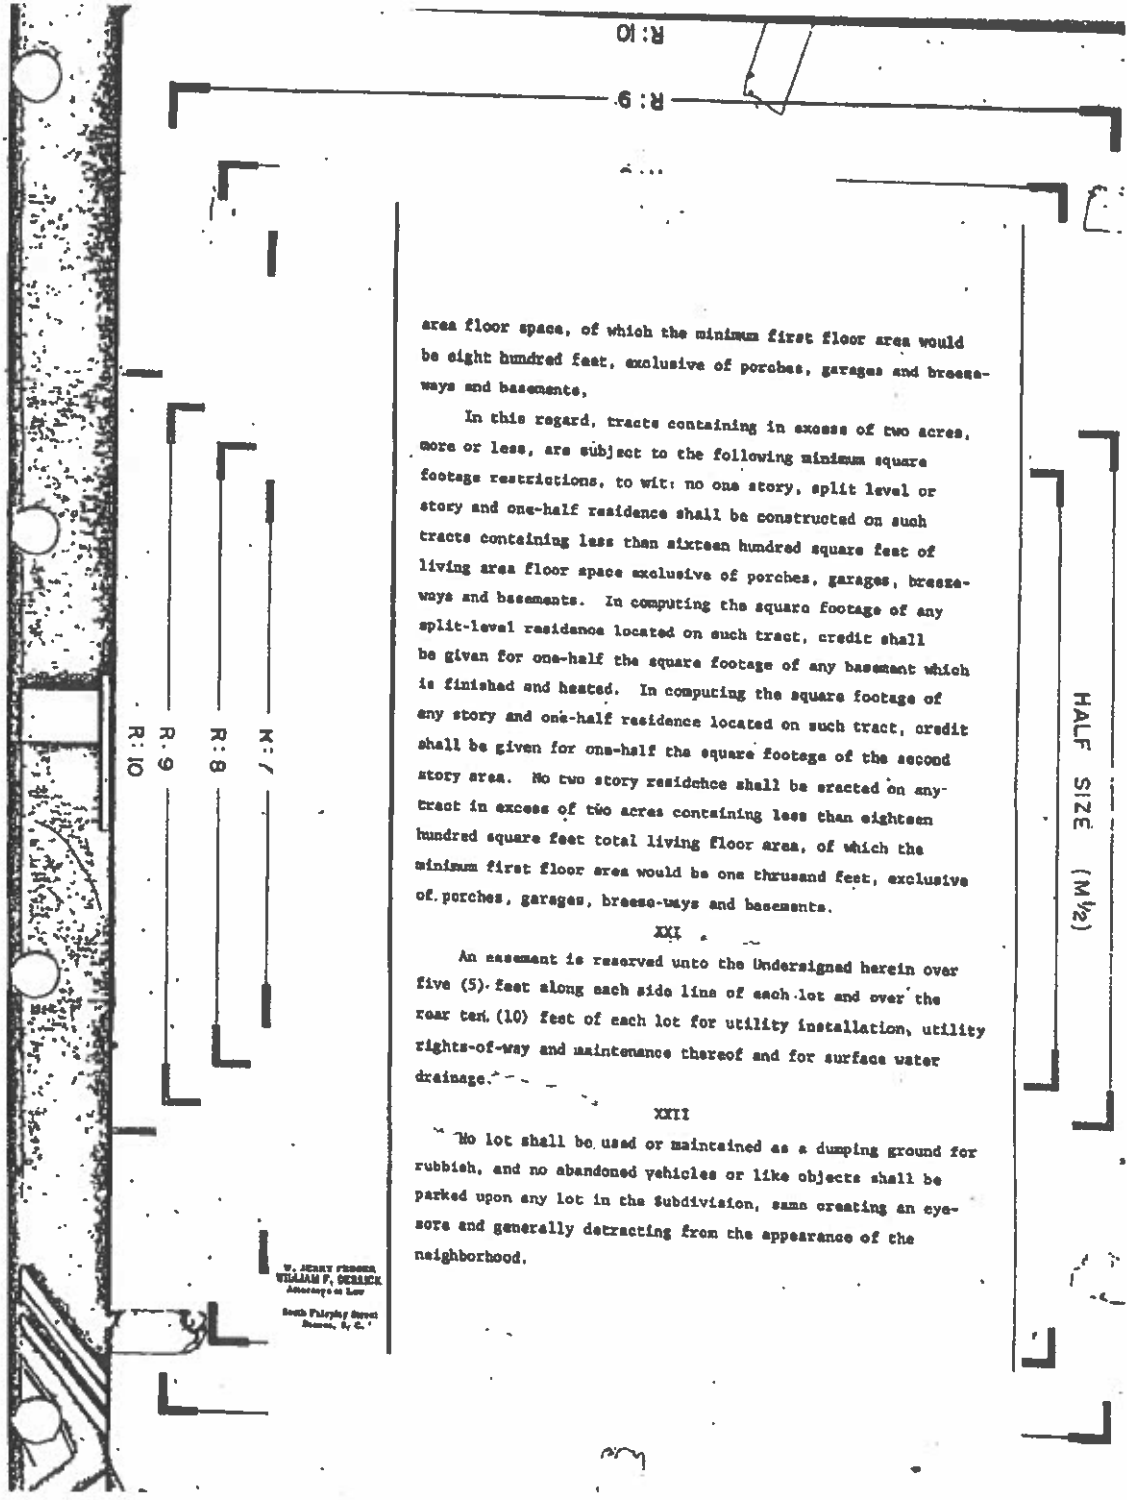 R:10
R:9
area floor space, of which the minimum first floor area would
be eight hundred feet, exclusive of porches, garages and breeze-
ways and basements,
In this regard, tracts containing in excess of two acres,
more or less, are subject to the following minimum square
footage restrictions, to wit: no one story, split level or
story and one-half residence shall be constructed on such
tracts containing less than sixteen hundred square feet of
living area floor space exclusive of porches, garages, breeze-
ways and basements. In computing the square footage of any
split-level residence located on such tract, credit shall
be given for one-half the square footage of any basement which
is finished and heated. In computing the square footage of
any story and one-half residence located on such tract, credit
shall be given for one-half the square footage of the second
story area. No two story residence shall be erected on any
tract in excess of two acres containing less than eighteen
hundred square feet total living floor area, of which the
minimum first floor area would be one thrusand feet, exclusive
of porches, garages, breeze-ways and basements.
XXI
An easement is reserved unto the Undersigned herein over
five (5) feet along each side line of each lot and over the
rear ten (10) feet of each lot for utility installation, utility
rights-of-way and maintenance thereof and for surface water
drainage.
XXII
No lot shall be used or maintained as a dumping ground for
rubbish, and no abandoned vehicles or like objects shall be
parked upon any lot in the Subdivision, same creating an eye-
sore and generally detracting from the appearance of the
neighborhood.
R:10
R:9
R:8
HALF SIZE (M½)
W. JERRY
WILLIAM F. DERRICK
Attorneys at Law
South Fairplay Street
S. C.